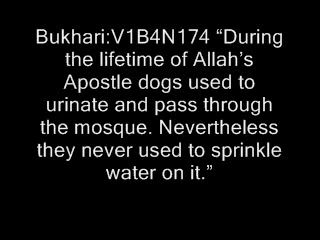 Bukhari:V1B4N174 “During
the lifetime of Allah’s
Apostle dogs used to
urinate and pass through
the mosque. Nevertheless
they never used to sprinkle
water on it.”